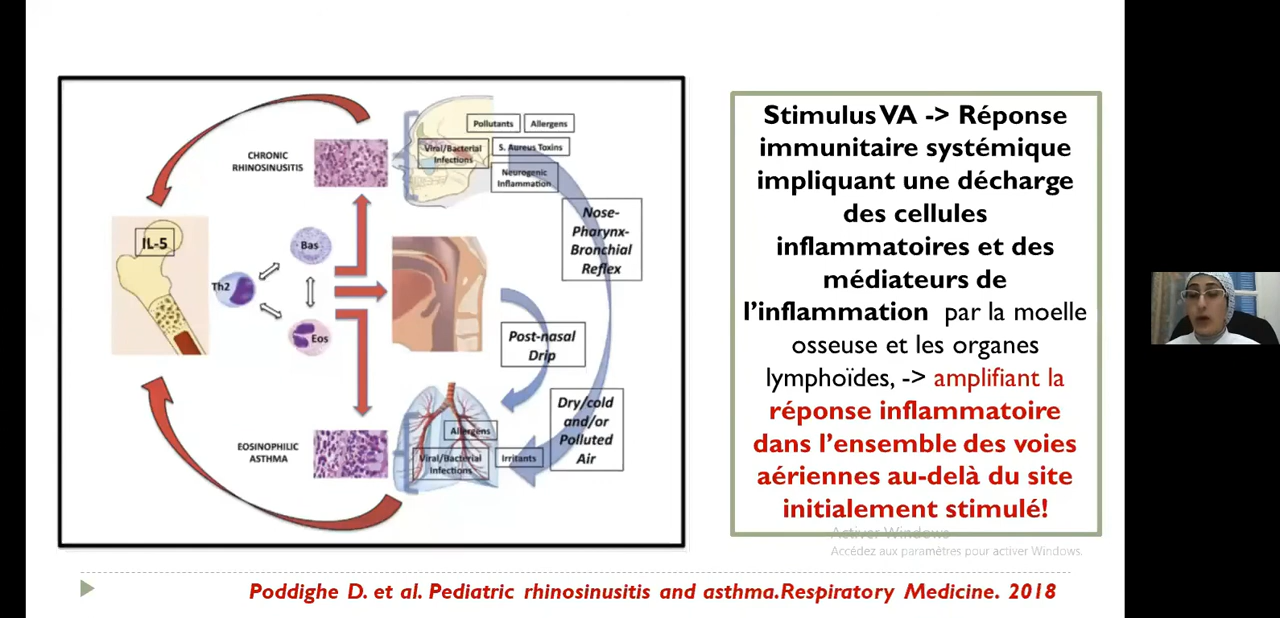 CHRONIC
RHINOSINUSITIS
Pollutants
Allergens
Viral/Bacterial
Infections
S. Aureus Toxins
Neurogenic
Inflammation
Nose-
Pharynx-
Bronchial
Reflex
IL-5
Th2
Bas
Eos
Post-nasal
Drip
Dry/cold
and/or
Polluted
Air
EOSINOPHILIC
ASTHMA
Allergens
Viral/Bacterial
Infections
Irritants
Stimulus VA -> Réponse
immunitaire systémique
impliquant une décharge
des cellules
inflammatoires et des
médiateurs de
l’inflammation par la moelle
osseuse et les organes
lymphoïdes, -> amplifiant la
réponse inflammatoire
dans l’ensemble des voies
aériennes au-delà du site
initialement stimulé!
Activer Windows
Accédez aux paramètres pour activer Windows.
Poddighe D. et al. Pediatric rhinosinusitis and asthma.Respiratory Medicine. 2018